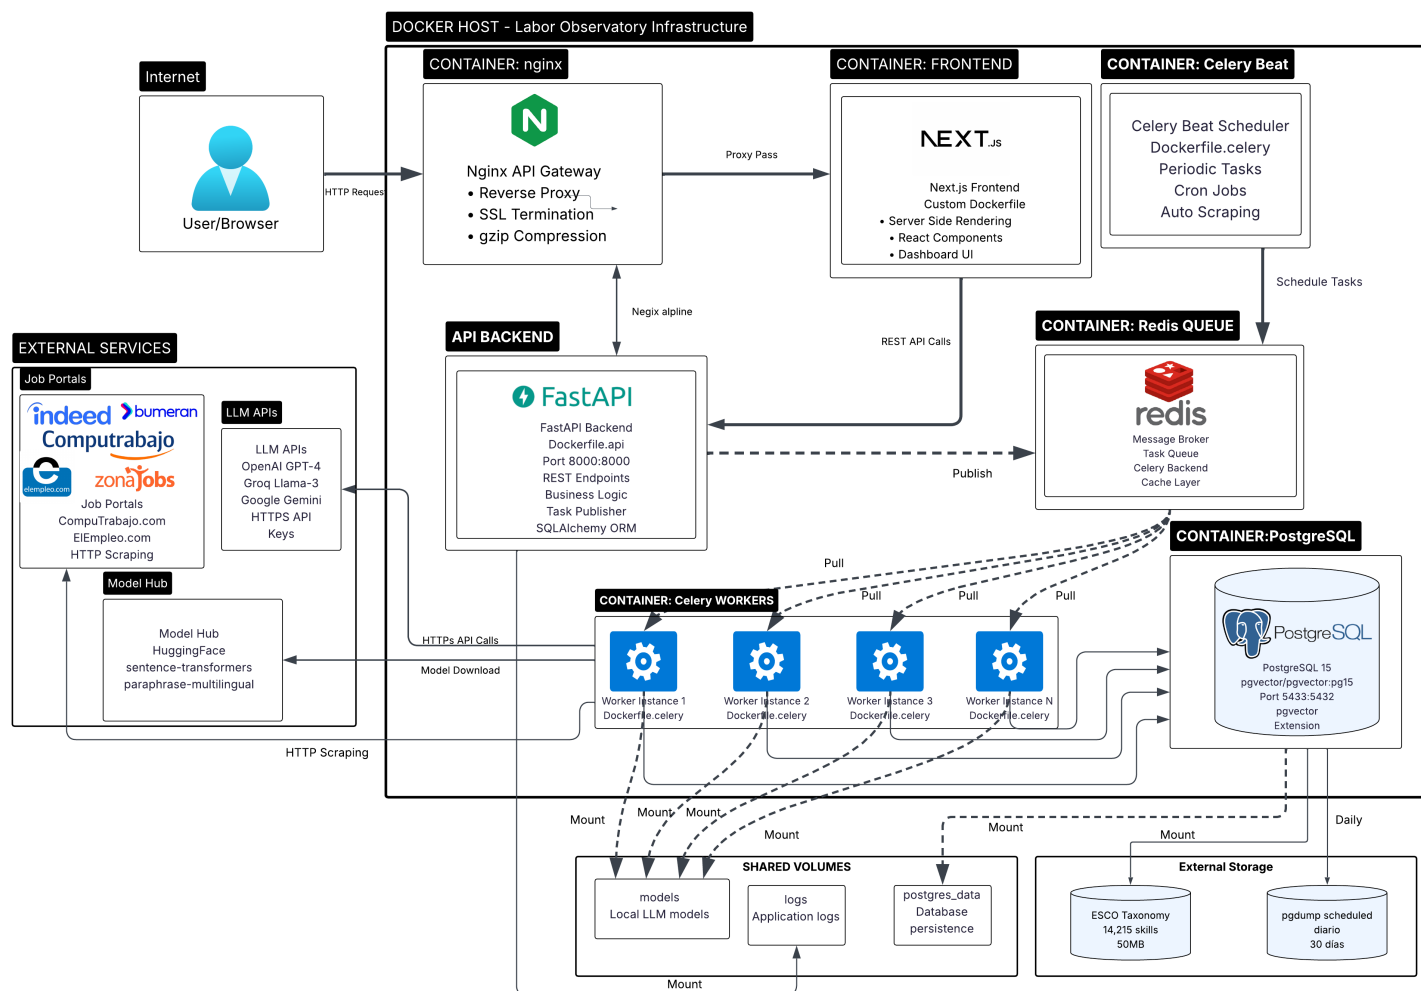 DOCKER HOST - Labor Observatory Infrastructure
Internet
User/Browser
HTTP Reques
CONTAINER: nginx
Nginx API Gateway
• Reverse Proxy
• SSL Termination
• gzip Compression
Proxy Pass
CONTAINER: FRONTEND
NEXT.JS
Next.js Frontend
Custom Dockerfile
• Server Side Rendering
• React Components
• Dashboard UI
CONTAINER: Celery Beat
Celery Beat Scheduler
Dockerfile.celery
Periodic Tasks
Cron Jobs
Auto Scraping
Schedule Tasks
Negix alpline
REST API Calls
API BACKEND
FastAPI
FastAPI Backend
Dockerfile.api
Port 8000:8000
REST Endpoints
Business Logic
Task Publisher
SQLAlchemy ORM
Publish
CONTAINER: Redis QUEUE
redis
Message Broker
Task Queue
Celery Backend
Cache Layer
EXTERNAL SERVICES
Job Portals
indeed
bumeran
Computrabajo
elempleo.com
zonajobs
Job Portals
CompuTrabajo.com
ElEmpleo.com
HTTP Scraping
LLM APIs
LLM APIs
OpenAI GPT-4
Groq Llama-3
Google Gemini
HTTPS API
Keys
Model Hub
Model Hub
HuggingFace
sentence-transformers
paraphrase-multilingual
HTTPs API Calls
Model Download
HTTP Scraping
Pull
Pull
Pull
Pull
CONTAINER: Celery WORKERS
Worker Instance 1
Dockerfile.celery
Worker Instance 2
Dockerfile.celery
Worker Instance 3
Dockerfile.celery
Worker Instance N
Dockerfile.celery
CONTAINER:PostgreSQL
PostgreSQL
PostgreSQL 15
pgvector/pgvector:pg15
Port 5433:5432
pgvector
Extension
Mount
Mount
Mount
Mount
Mount
Mount
Daily
SHARED VOLUMES
models
Local LLM models
logs
Application logs
postgres_data
Database
persistence
Mount
External Storage
ESCO Taxonomy
14,215 skills
50MB
pgdump scheduled
diario
30 días